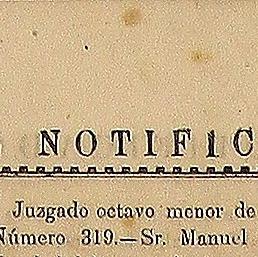 NOTIFIC
Juzgado octavo menor de
Número 319.—Sr. Manuel